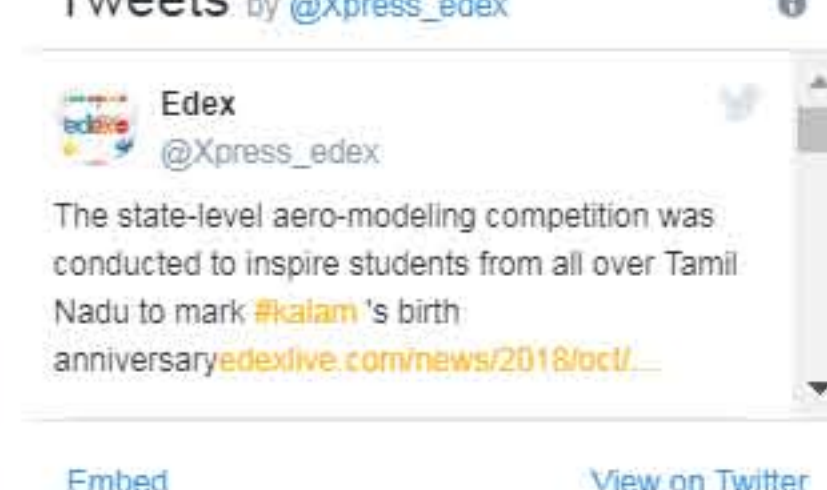 Tweets by @Xpress_edex
Edex
@Xpress_edex
The state-level aero-modeling competition was
conducted to inspire students from all over Tamil
Nadu to mark #kalam 's birth
anniversaryedexlive.com/news/2018/oct/...
Embed
View on Twitter